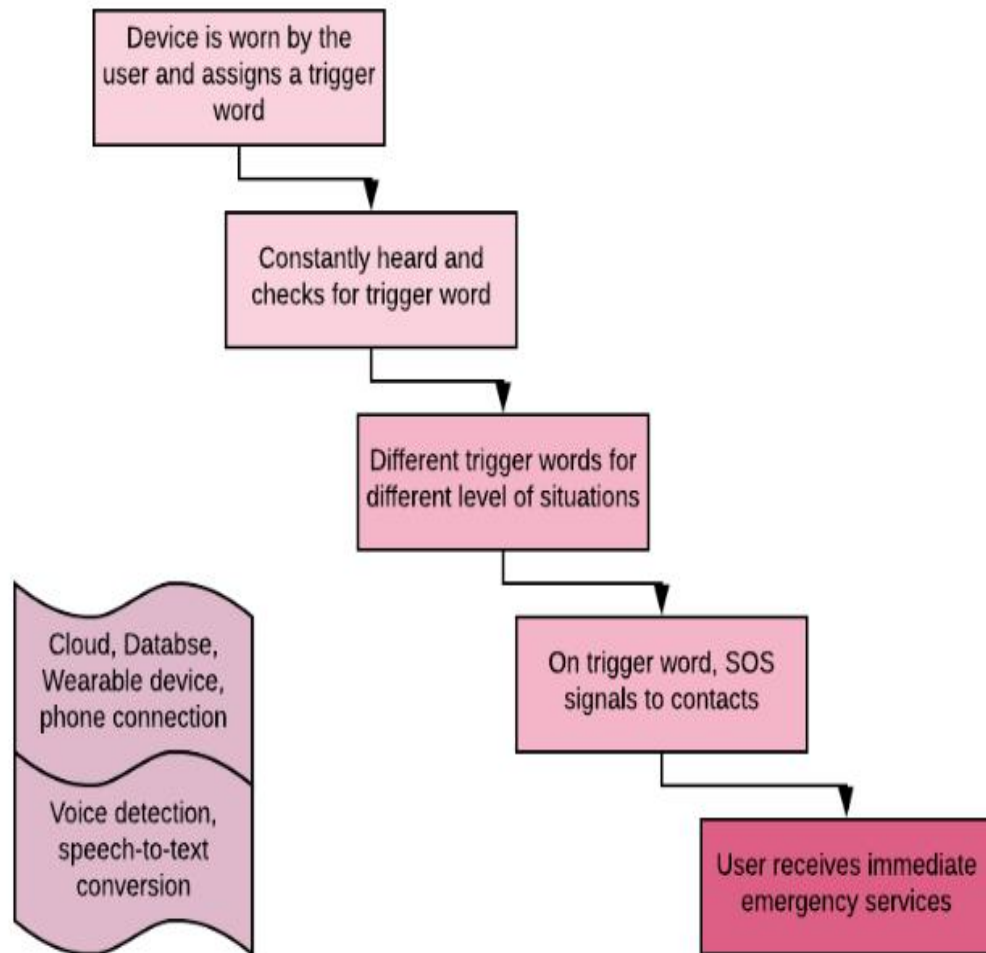 Device is worn by the
user and assigns a trigger
word
Constantly heard and
checks for trigger word
Different trigger words for
different level of situations
On trigger word, SOS
signals to contacts
User receives immediate
emergency services
Cloud, Databse,
Wearable device,
phone connection
Voice detection,
speech-to-text
conversion